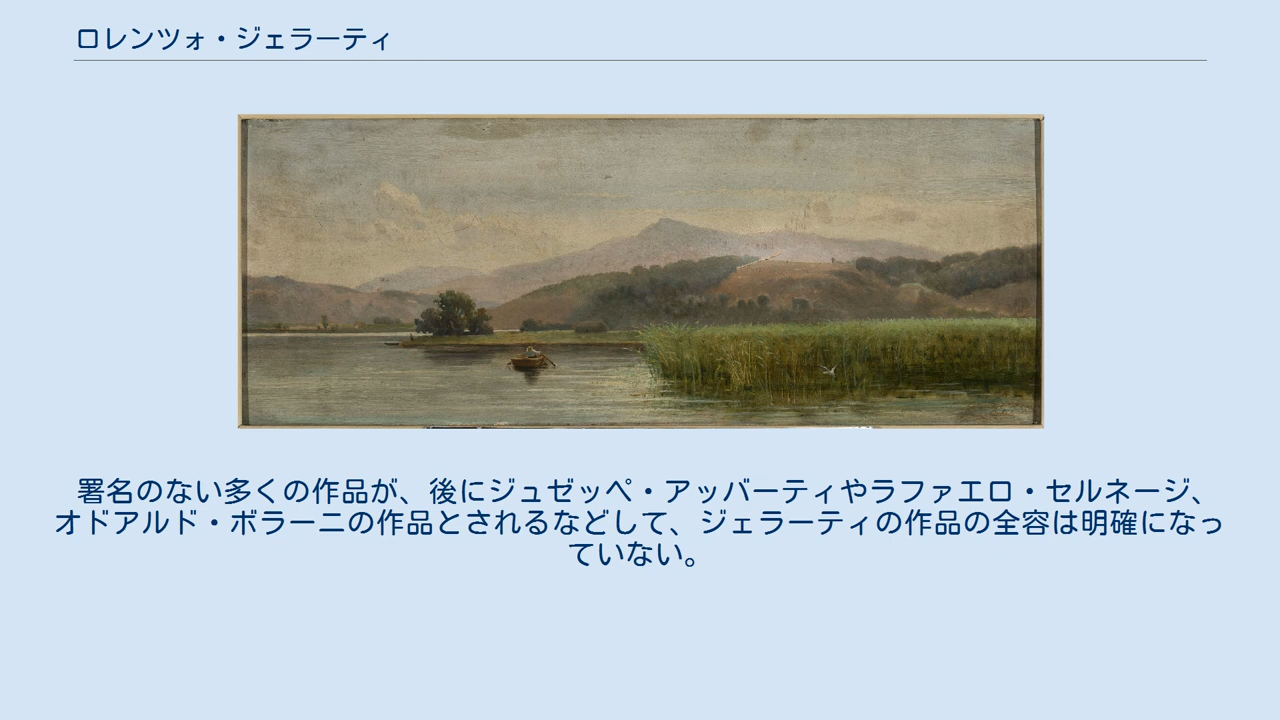 ロレンツォ・ジェラーティ
署名のない多くの作品が、後にジュゼッペ・アッバーティやラファエロ・セルネージ、
オドアルド・ボラーニの作品とされるなどして、ジェラーティの作品の全容は明確になっ
ていない。